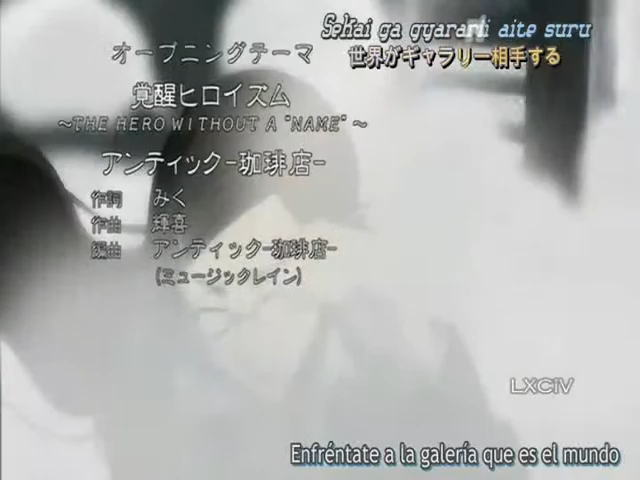 Sekai ga gyararii aite suru
世界がギャラリー相手する
オープニングテーマ
覚醒ヒロイズム
～THE HERO WITHOUT A "NAME"～
アンティック-珈琲店-
作詞 みく
作曲 輝喜
編曲 アンティック-珈琲店-
(ミュージックレイン)
LXCiV
Enfréntate a la galería que es el mundo